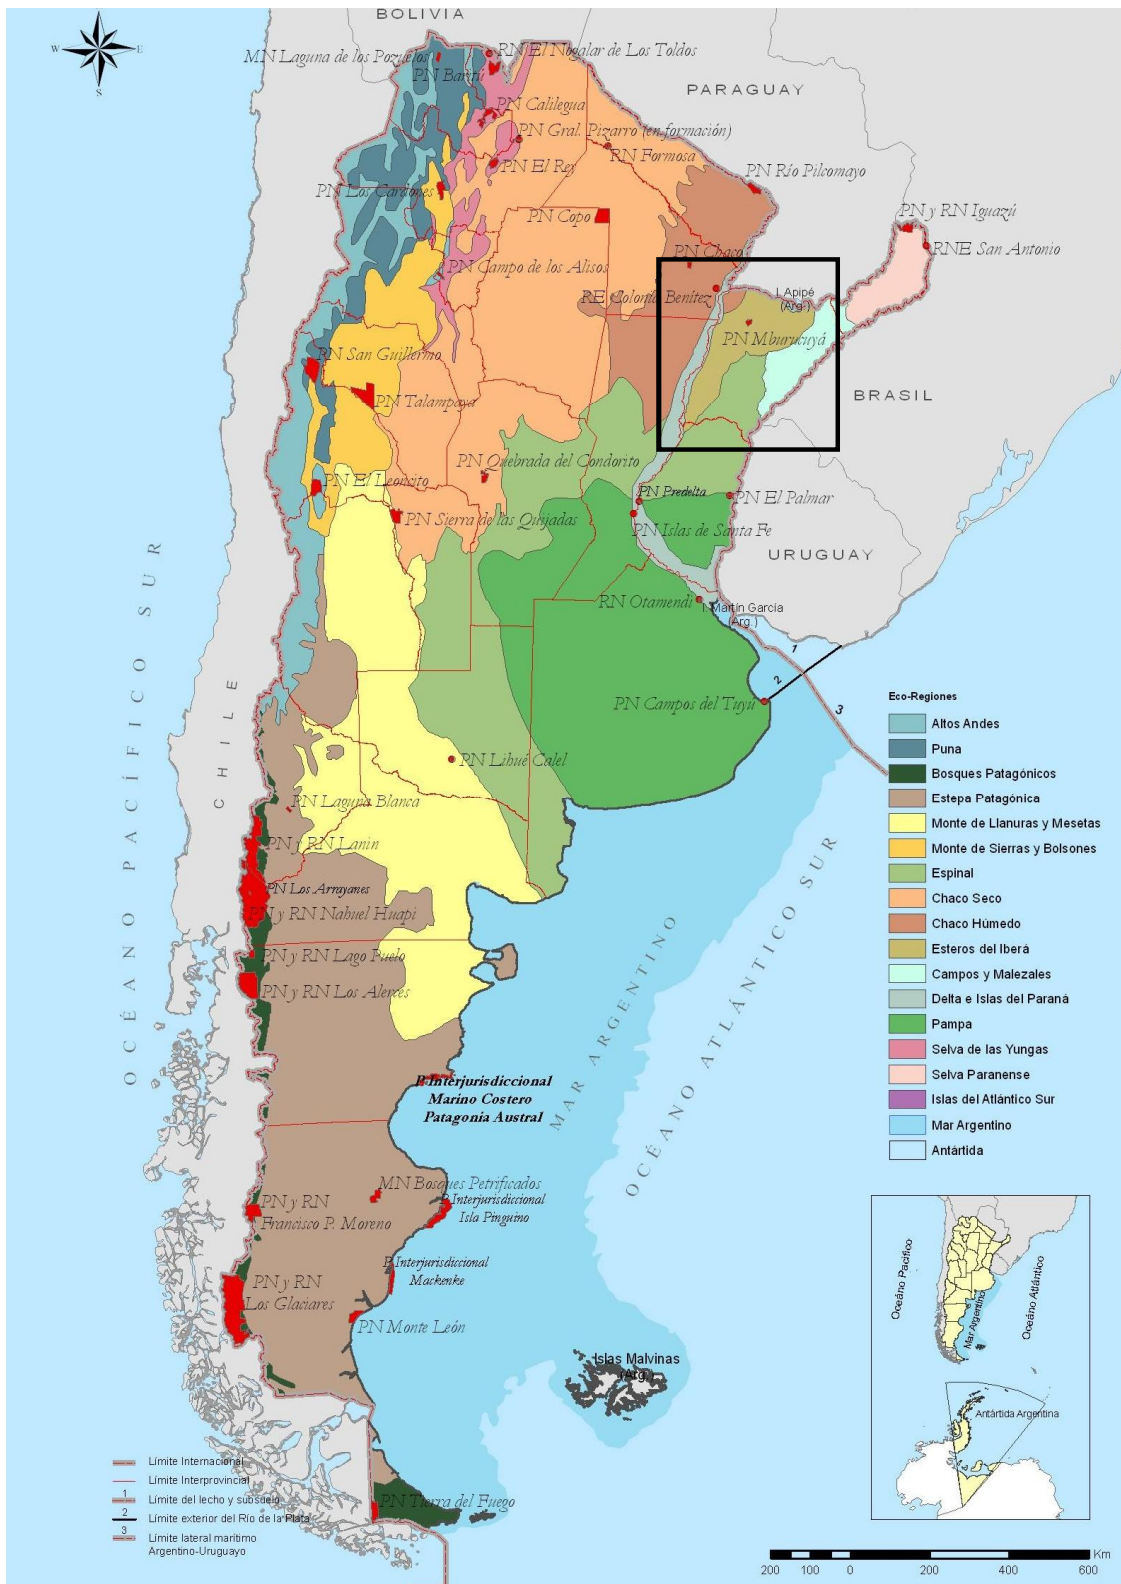 BOLIVIA
N
W
E
S
RN El Nogalar de Los Toldos
MN Laguna de los Pozuelos
PN Baritú
PARAGUAY
PN Calilegua
PN Gral. Pizarro (en formación)
RN Formosa
PN El Rey
PN Río Pilcomayo
PN Los Cardones
PN Copo
PN y RN Iguazú
RNE San Antonio
PN Chaco
PN Campo de los Alisos
RE Colonia Benítez
I. Apipé
(Arg.)
PN Mburucuyá
RN San Guillermo
BRASIL
PN Talampaya
PN Quebrada del Condorito
PN El Leoncito
PN Predelta
PN El Palmar
PN Sierra de las Quijadas
PN Islas de Santa Fe
URUGUAY
RN Otamendi
I. Martín García
(Arg.)
1
2
3
PN Campos del Tuyú
OCÉANO PACÍFICO SUR
CHILE
PN Lihué Calel
PN Laguna Blanca
PN y RN Lanín
PN Los Arrayanes
PN y RN Nahuel Huapi
PN y RN Lago Puelo
PN y RN Los Alerces
MAR ARGENTINO
OCÉANO ATLÁNTICO SUR
P. Interjurisdiccional
Marino Costero
Patagonia Austral
MN Bosques Petrificados
PN y RN
Francisco P. Moreno
P. Interjurisdiccional
Isla Pinguino
P. Interjurisdiccional
Mackenke
PN y RN
Los Glaciares
PN Monte León
Islas Malvinas
(Arg.)
PN Tierra del Fuego
Eco-Regiones
Altos Andes
Puna
Bosques Patagónicos
Estepa Patagónica
Monte de Llanuras y Mesetas
Monte de Sierras y Bolsones
Espinal
Chaco Seco
Chaco Húmedo
Esteros del Iberá
Campos y Malezales
Delta e Islas del Paraná
Pampa
Selva de las Yungas
Selva Paranense
Islas del Atlántico Sur
Mar Argentino
Antártida
Océano Pacífico
Océano Atlántico
Mar Argentino
Antártida Argentina
Límite Internacional
Límite Interprovincial
1 Límite del lecho y subsuelo
2 Límite exterior del Río de la Plata
3 Límite lateral marítimo
Argentino-Uruguayo
200 100 0 200 400 600 Km